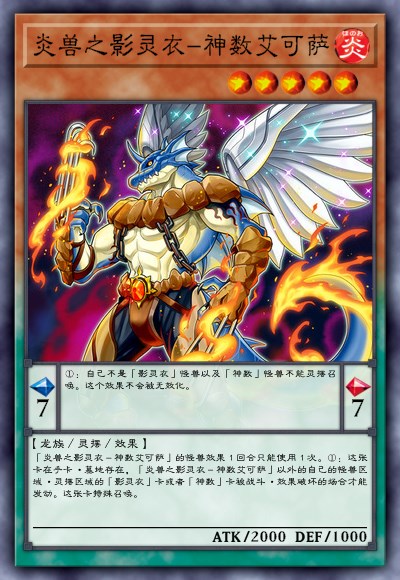 炎兽之影灵衣－神数艾可萨
ほのお
炎
①：自己不是「影灵衣」怪兽以及「神数」怪兽不能灵摆召
唤。这个效果不会被无效化。
7
7
【龙族／灵摆／效果】
「炎兽之影灵衣－神数艾可萨」的怪兽效果1回合只能使用1次。①：这张
卡在手卡·墓地存在，「炎兽之影灵衣－神数艾可萨」以外的自己的怪兽区
域·灵摆区域的「影灵衣」卡或者「神数」卡被战斗·效果破坏的场合才能
发动。这张卡特殊召唤。
ATK/2000 DEF/1000